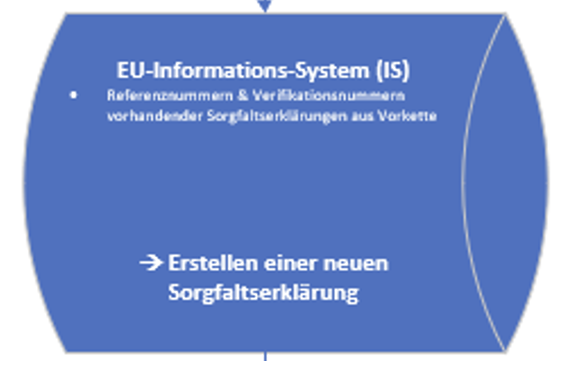 EU-Informations-System (IS)
• Referenznummern & Verifikationsnummern
vorhandender Sorgfaltserklärungen aus Vorkette
→ Erstellen einer neuen
Sorgfaltserklärung